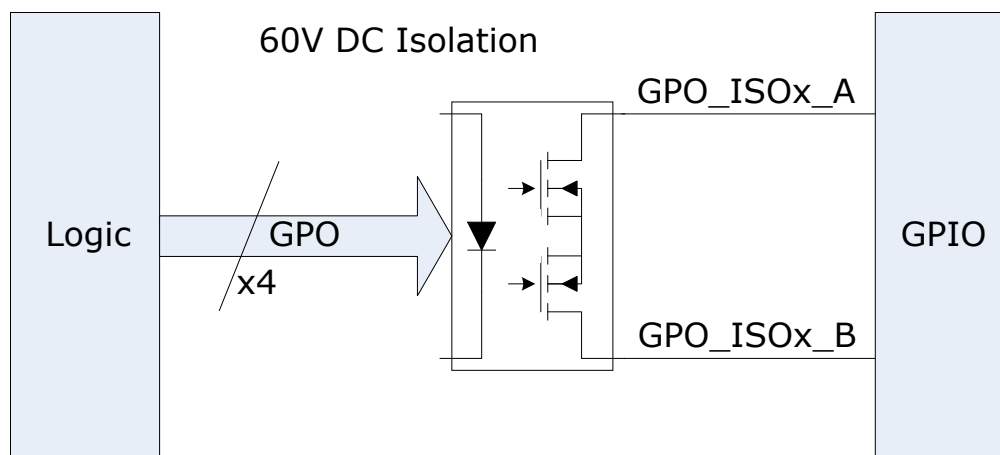 60V DC Isolation
GPO_ISOx_A
Logic
GPO
x4
GPIO
GPO_ISOx_B